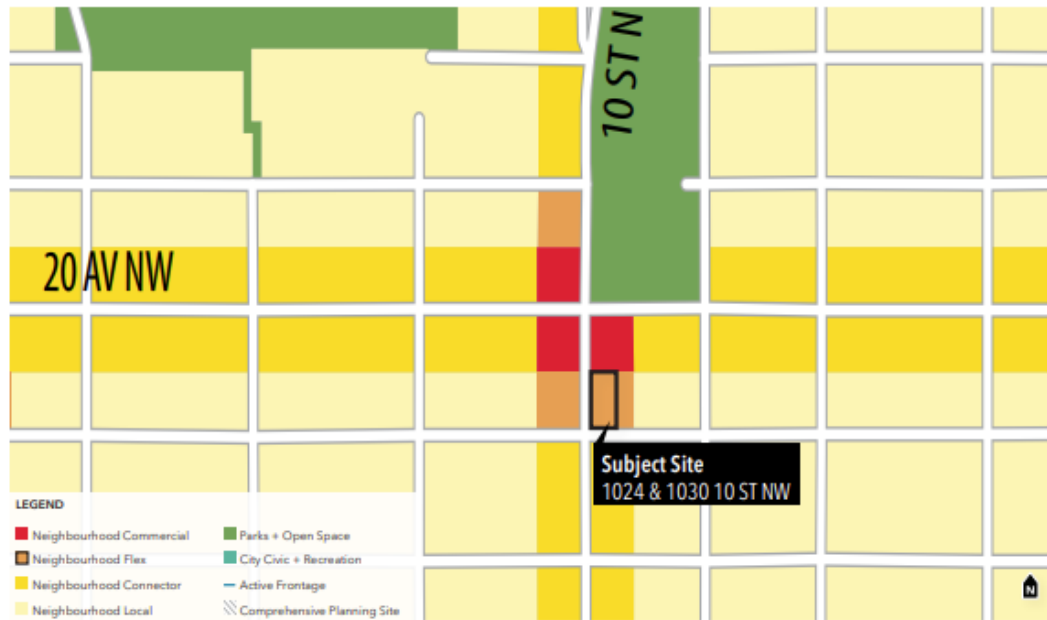 10 ST N
20 AV NW
Subject Site
1024 & 1030 10 ST NW
LEGEND
Neighbourhood Commercial
Neighbourhood Flex
Neighbourhood Connector
Neighbourhood Local
Parks + Open Space
City Civic + Recreation
Active Frontage
Comprehensive Planning Site
N